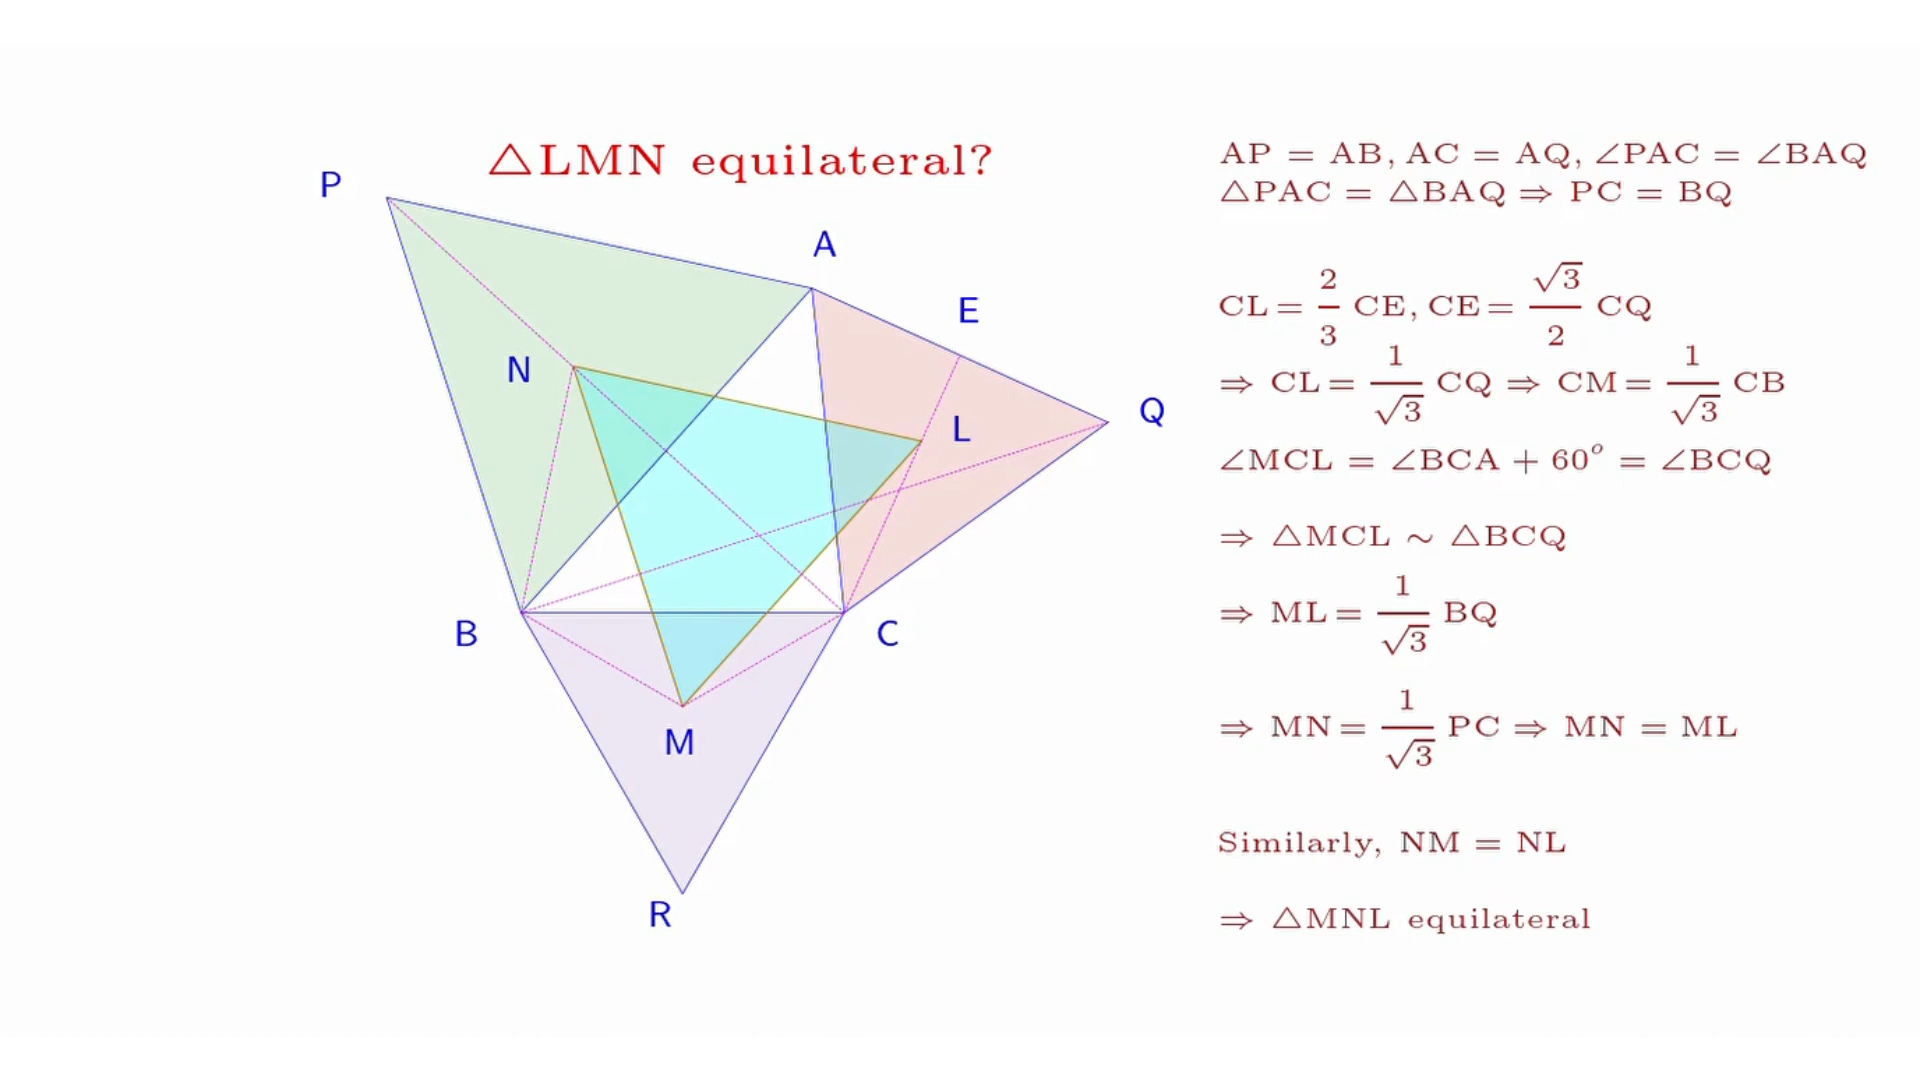 △LMN equilateral?
P
A
E
N
L
Q
B
C
M
R
AP = AB, AC = AQ, ∠PAC = ∠BAQ
△PAC = △BAQ ⇒ PC = BQ
CL = 2/3 CE, CE = √3/2 CQ
⇒ CL = 1/√3 CQ ⇒ CM = 1/√3 CB
∠MCL = ∠BCA + 60° = ∠BCQ
⇒ △MCL ~ △BCQ
⇒ ML = 1/√3 BQ
⇒ MN = 1/√3 PC ⇒ MN = ML
Similarly, NM = NL
⇒ △MNL equilateral